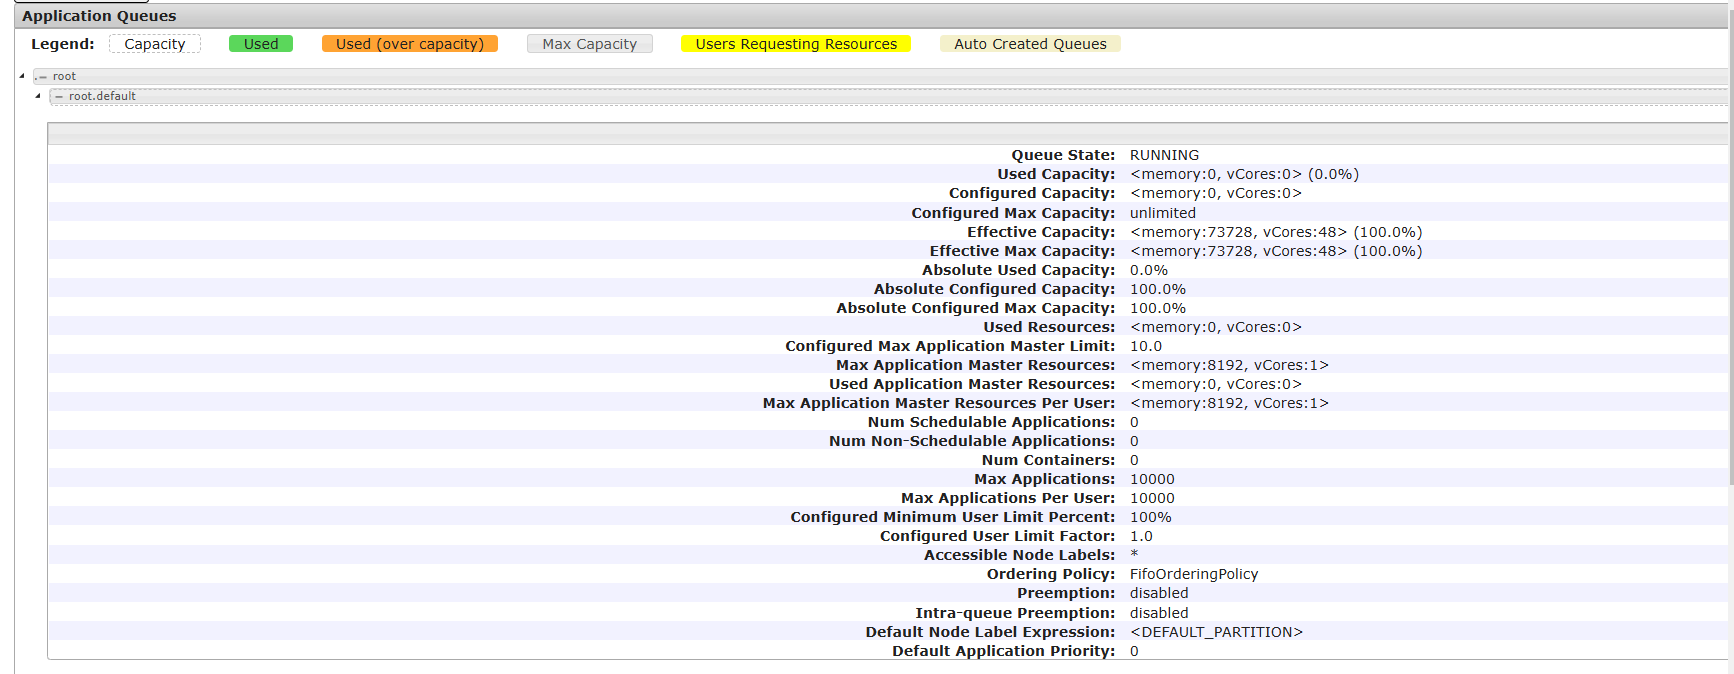 Application Queues
Legend: Capacity Used Used (over capacity) Max Capacity Users Requesting Resources Auto Created Queues
root
root.default
Queue State: RUNNING
Used Capacity: <memory:0, vCores:0> (0.0%)
Configured Capacity: <memory:0, vCores:0>
Configured Max Capacity: unlimited
Effective Capacity: <memory:73728, vCores:48> (100.0%)
Effective Max Capacity: <memory:73728, vCores:48> (100.0%)
Absolute Used Capacity: 0.0%
Absolute Configured Capacity: 100.0%
Absolute Configured Max Capacity: 100.0%
Used Resources: <memory:0, vCores:0>
Configured Max Application Master Limit: 10.0
Max Application Master Resources: <memory:8192, vCores:1>
Used Application Master Resources: <memory:0, vCores:0>
Max Application Master Resources Per User: <memory:8192, vCores:1>
Num Schedulable Applications: 0
Num Non-Schedulable Applications: 0
Num Containers: 0
Max Applications: 10000
Max Applications Per User: 10000
Configured Minimum User Limit Percent: 100%
Configured User Limit Factor: 1.0
Accessible Node Labels: *
Ordering Policy: FifoOrderingPolicy
Preemption: disabled
Intra-queue Preemption: disabled
Default Node Label Expression: <DEFAULT_PARTITION>
Default Application Priority: 0